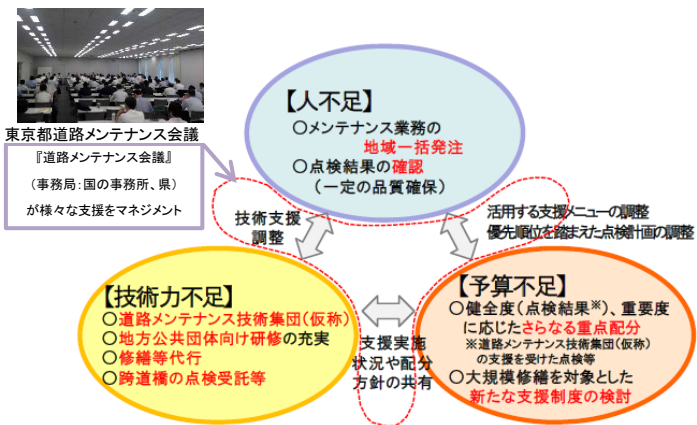 東京都道路メンテナンス会議
『道路メンテナンス会議』
（事務局：国の事務所、県）
が様々な支援をマネジメント
【人不足】
○メンテナンス業務の
地域一括発注
○点検結果の確認
（一定の品質確保）
技術支援
調整
活用する支援メニューの調整
優先順位を踏まえた点検計画の調整
【技術力不足】
○道路メンテナンス技術集団（仮称）
○地方公共団体向け研修の充実
○修繕等代行
○跨道橋の点検受託等
支援実施
状況や配分
方針の共有
【予算不足】
○健全度（点検結果※）、重要度
に応じたさらなる重点配分
※道路メンテナンス技術集団（仮称）
の支援を受けた点検等
○大規模修繕を対象とした
新たな支援制度の検討